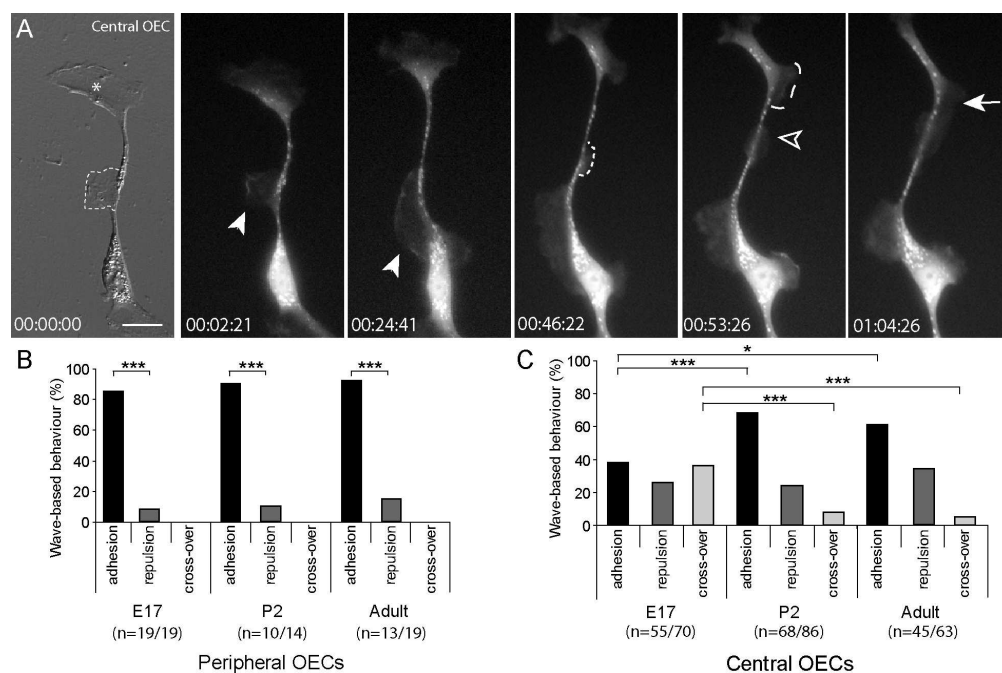 A
Central OEC
*
00:00:00
00:02:21
00:24:41
00:46:22
00:53:26
01:04:26
B
Wave-based behaviour (%)
100
80
60
40
20
0
***
***
***
adhesion
repulsion
cross-over
adhesion
repulsion
cross-over
adhesion
repulsion
cross-over
E17
P2
Adult
(n=19/19)
(n=10/14)
(n=13/19)
Peripheral OECs
C
Wave-based behaviour (%)
100
80
60
40
20
0
*
***
***
***
adhesion
repulsion
cross-over
adhesion
repulsion
cross-over
adhesion
repulsion
cross-over
E17
P2
Adult
(n=55/70)
(n=68/86)
(n=45/63)
Central OECs